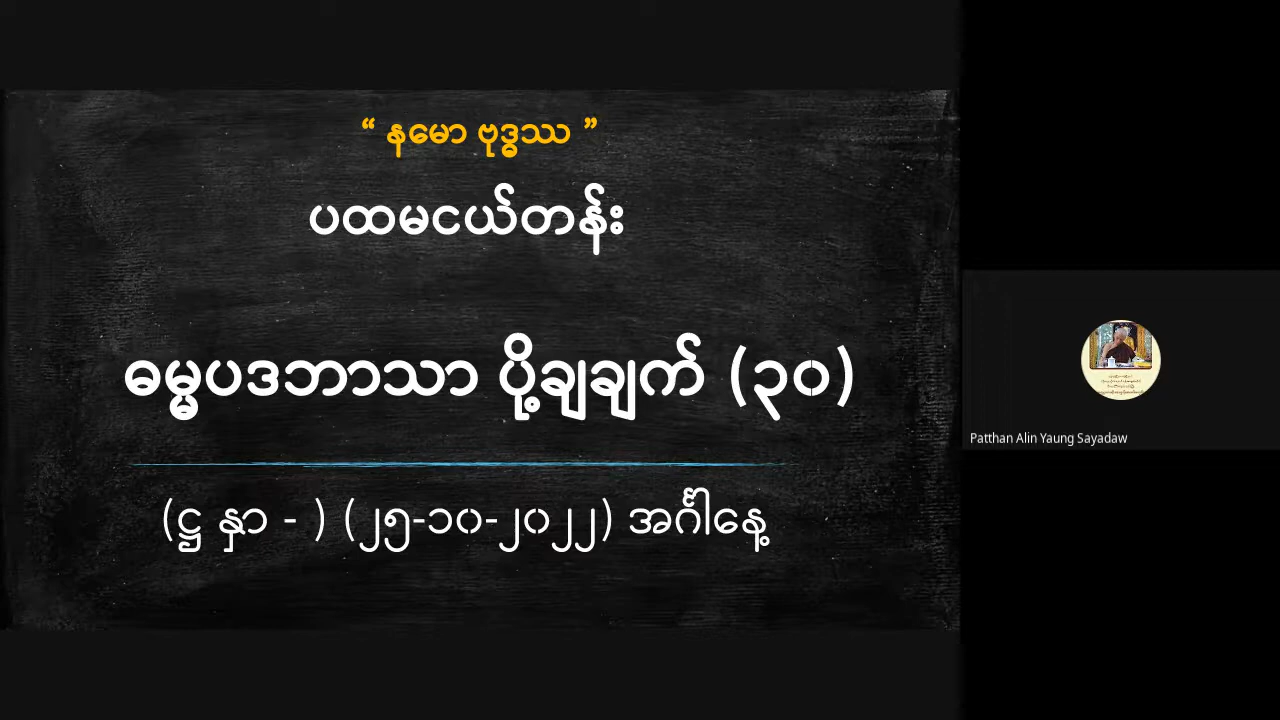 “ နမော ဗုဒ္ဓဿ ”
ပထမငယ်တန်း
ဓမ္မပဒဘာသာ ပို့ချချက် (၃၀)
(ဋ္ဌ နှာ - ) (၂၅-၁၀-၂၀၂၂) အင်္ဂါနေ့
Patthan Alin Yaung Sayadaw